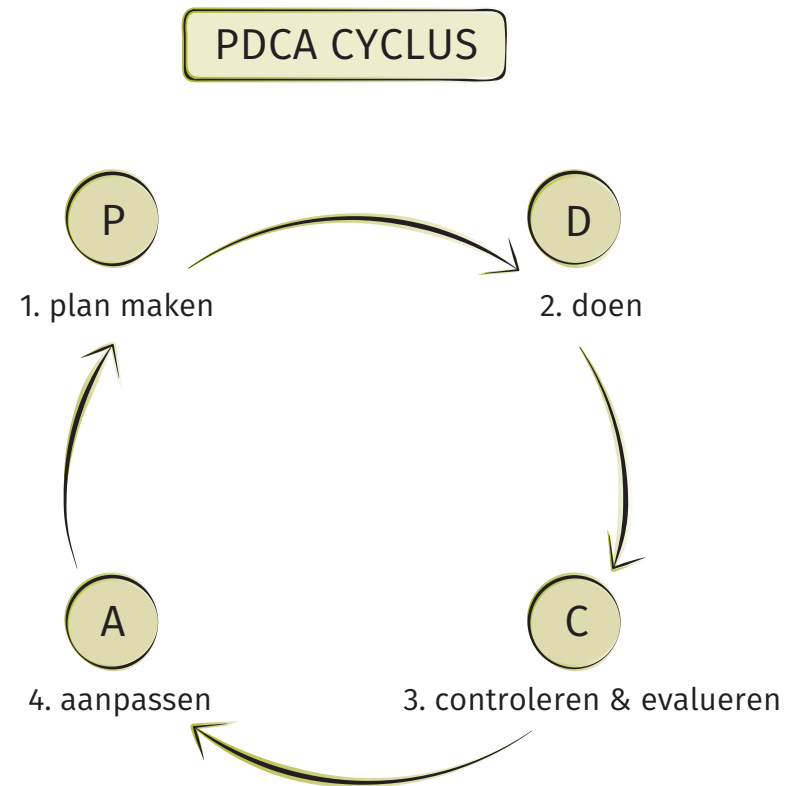 PDCA CYCLUS
P
D
1. plan maken
2. doen
A
C
4. aanpassen
3. controleren & evalueren